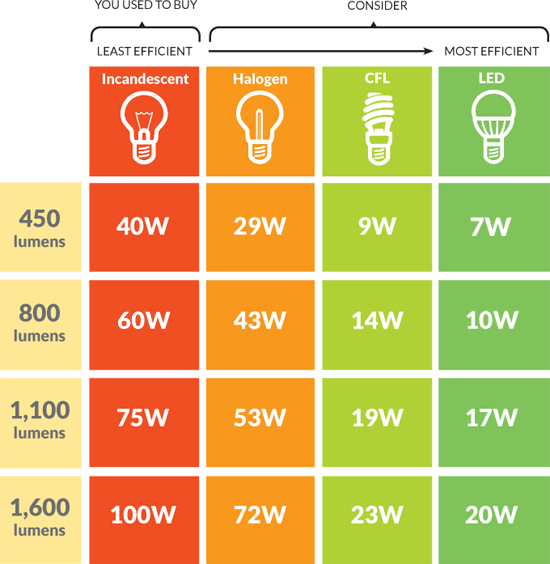 YOU USED TO BUY
CONSIDER
LEAST EFFICIENT
MOST EFFICIENT
Incandescent
Halogen
CFL
LED
450
lumens
40W
29W
9W
7W
800
lumens
60W
43W
14W
10W
1,100
lumens
75W
53W
19W
17W
1,600
lumens
100W
72W
23W
20W